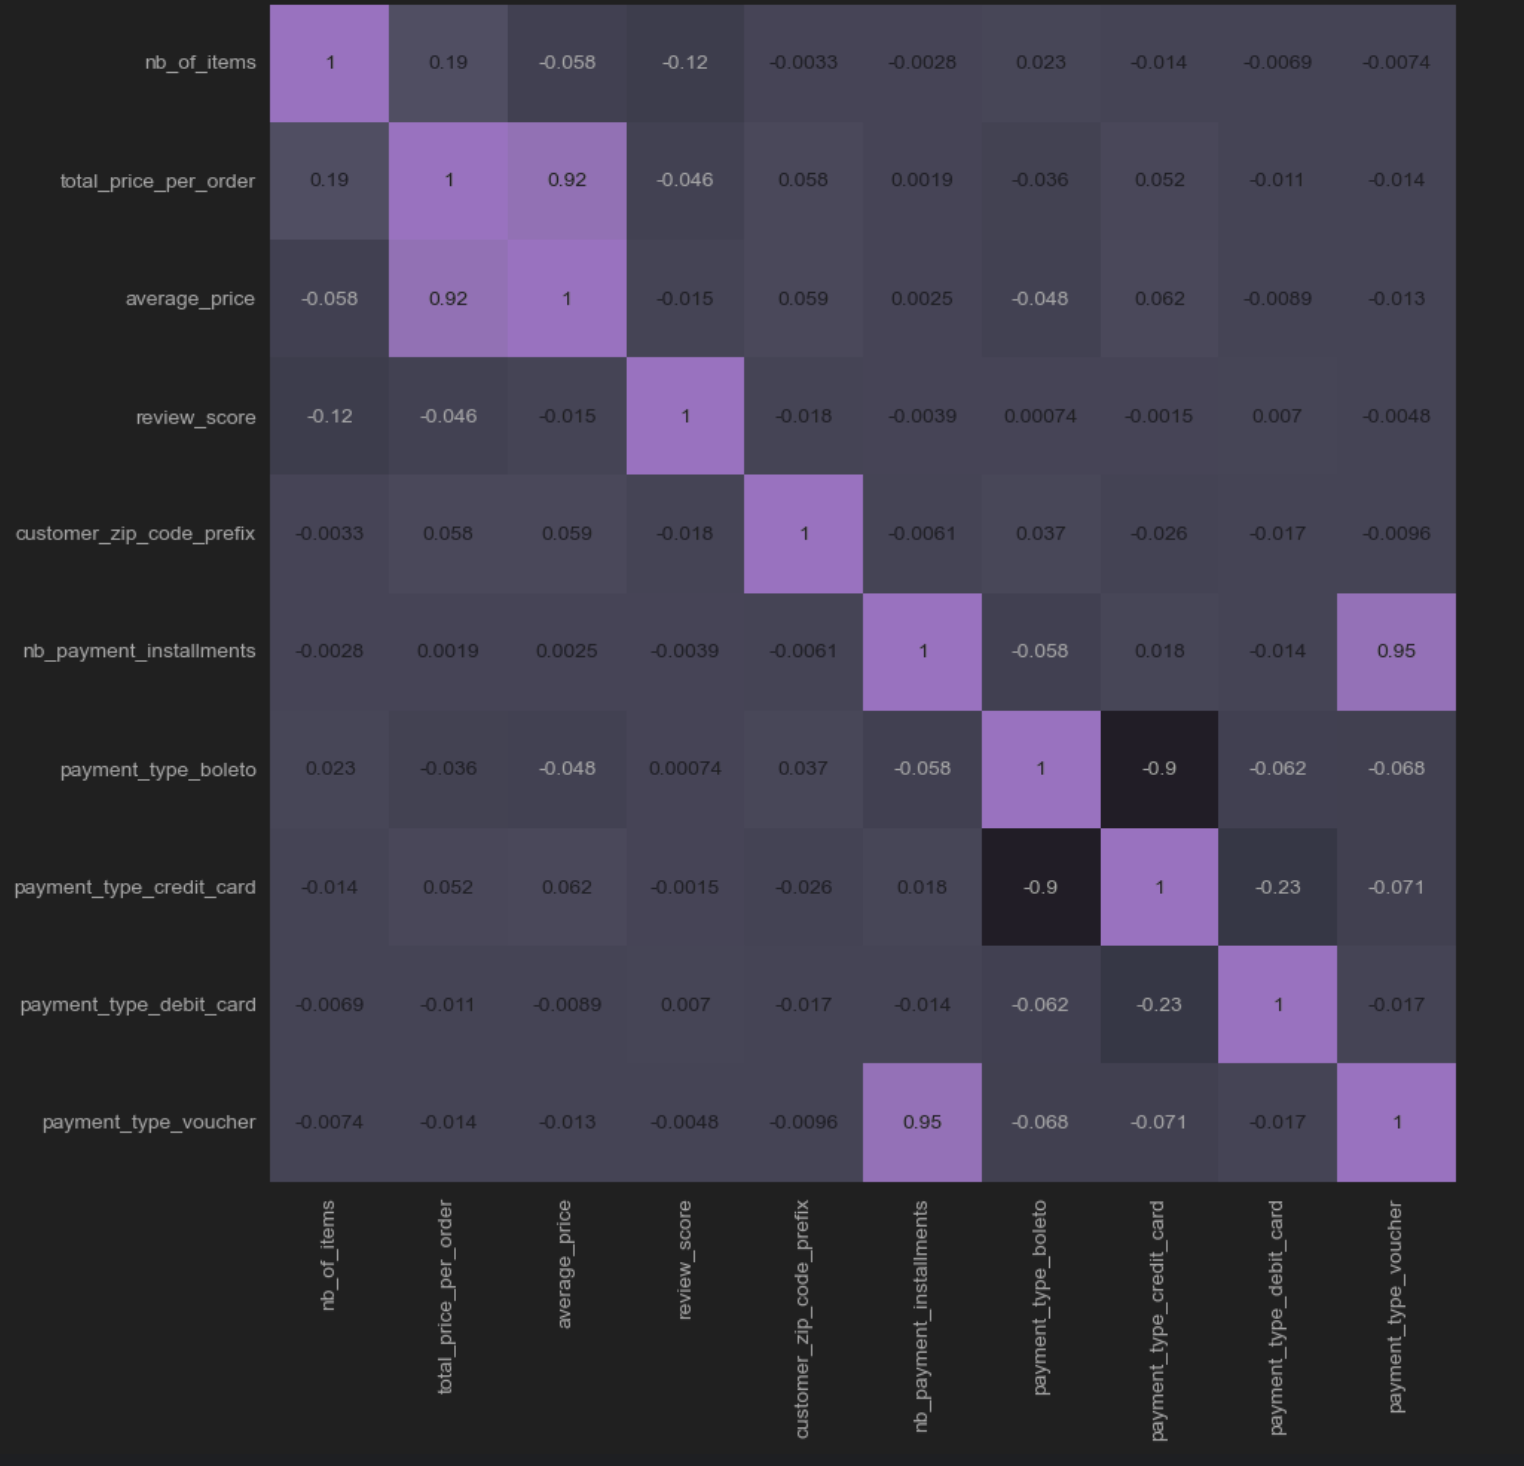 nb_of_items 1 0.19 -0.058 -0.12 -0.0033 -0.0028 0.023 -0.014 -0.0069 -0.0074
total_price_per_order 0.19 1 0.92 -0.046 0.058 0.0019 -0.036 0.052 -0.011 -0.014
average_price -0.058 0.92 1 -0.015 0.059 0.0025 -0.048 0.062 -0.0089 -0.013
review_score -0.12 -0.046 -0.015 1 -0.018 -0.0039 0.00074 -0.0015 0.007 -0.0048
customer_zip_code_prefix -0.0033 0.058 0.059 -0.018 1 -0.0061 0.037 -0.026 -0.017 -0.0096
nb_payment_installments -0.0028 0.0019 0.0025 -0.0039 -0.0061 1 -0.058 0.018 -0.014 0.95
payment_type_boleto 0.023 -0.036 -0.048 0.00074 0.037 -0.058 1 -0.9 -0.062 -0.068
payment_type_credit_card -0.014 0.052 0.062 -0.0015 -0.026 0.018 -0.9 1 -0.23 -0.071
payment_type_debit_card -0.0069 -0.011 -0.0089 0.007 -0.017 -0.014 -0.062 -0.23 1 -0.017
payment_type_voucher -0.0074 -0.014 -0.013 -0.0048 -0.0096 0.95 -0.068 -0.071 -0.017 1
nb_of_items
total_price_per_order
average_price
review_score
customer_zip_code_prefix
nb_payment_installments
payment_type_boleto
payment_type_credit_card
payment_type_debit_card
payment_type_voucher